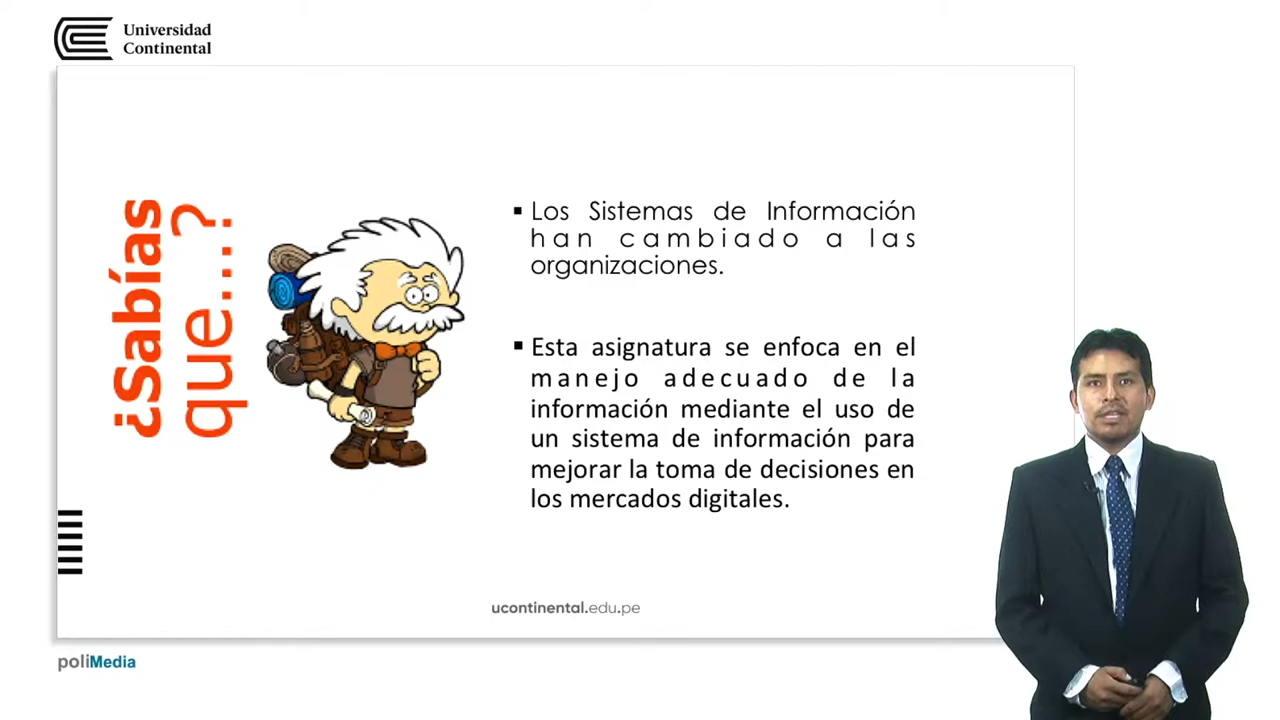 Universidad
Continental
¿Sabías
que...?
▪ Los Sistemas de Información
han cambiado a las
organizaciones.
▪ Esta asignatura se enfoca en el
manejo adecuado de la
información mediante el uso de
un sistema de información para
mejorar la toma de decisiones en
los mercados digitales.
ucontinental.edu.pe
poliMedia